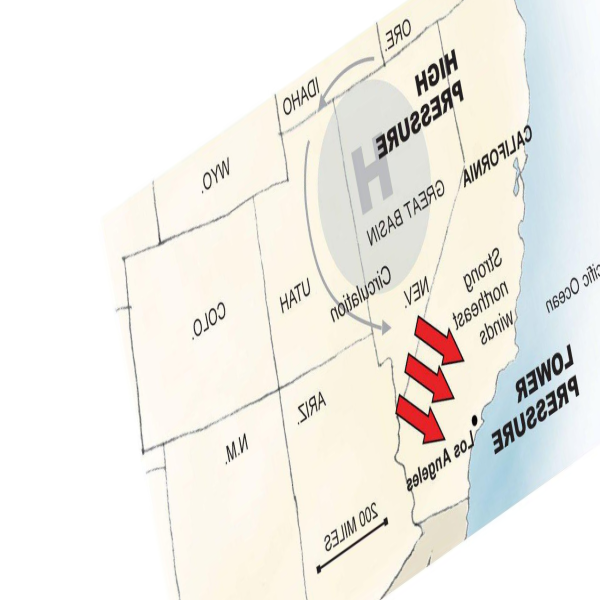 ORE.
IDAHO
HIGH
PRESSURE
H
WYO.
CALIFORNIA
GREAT BASIN
Circulation
NEV.
UTAH
COLO.
Strong
northeast
winds
Ocean
LOWER
PRESSURE
ARIZ.
N.M.
Los Angeles
200 MILES